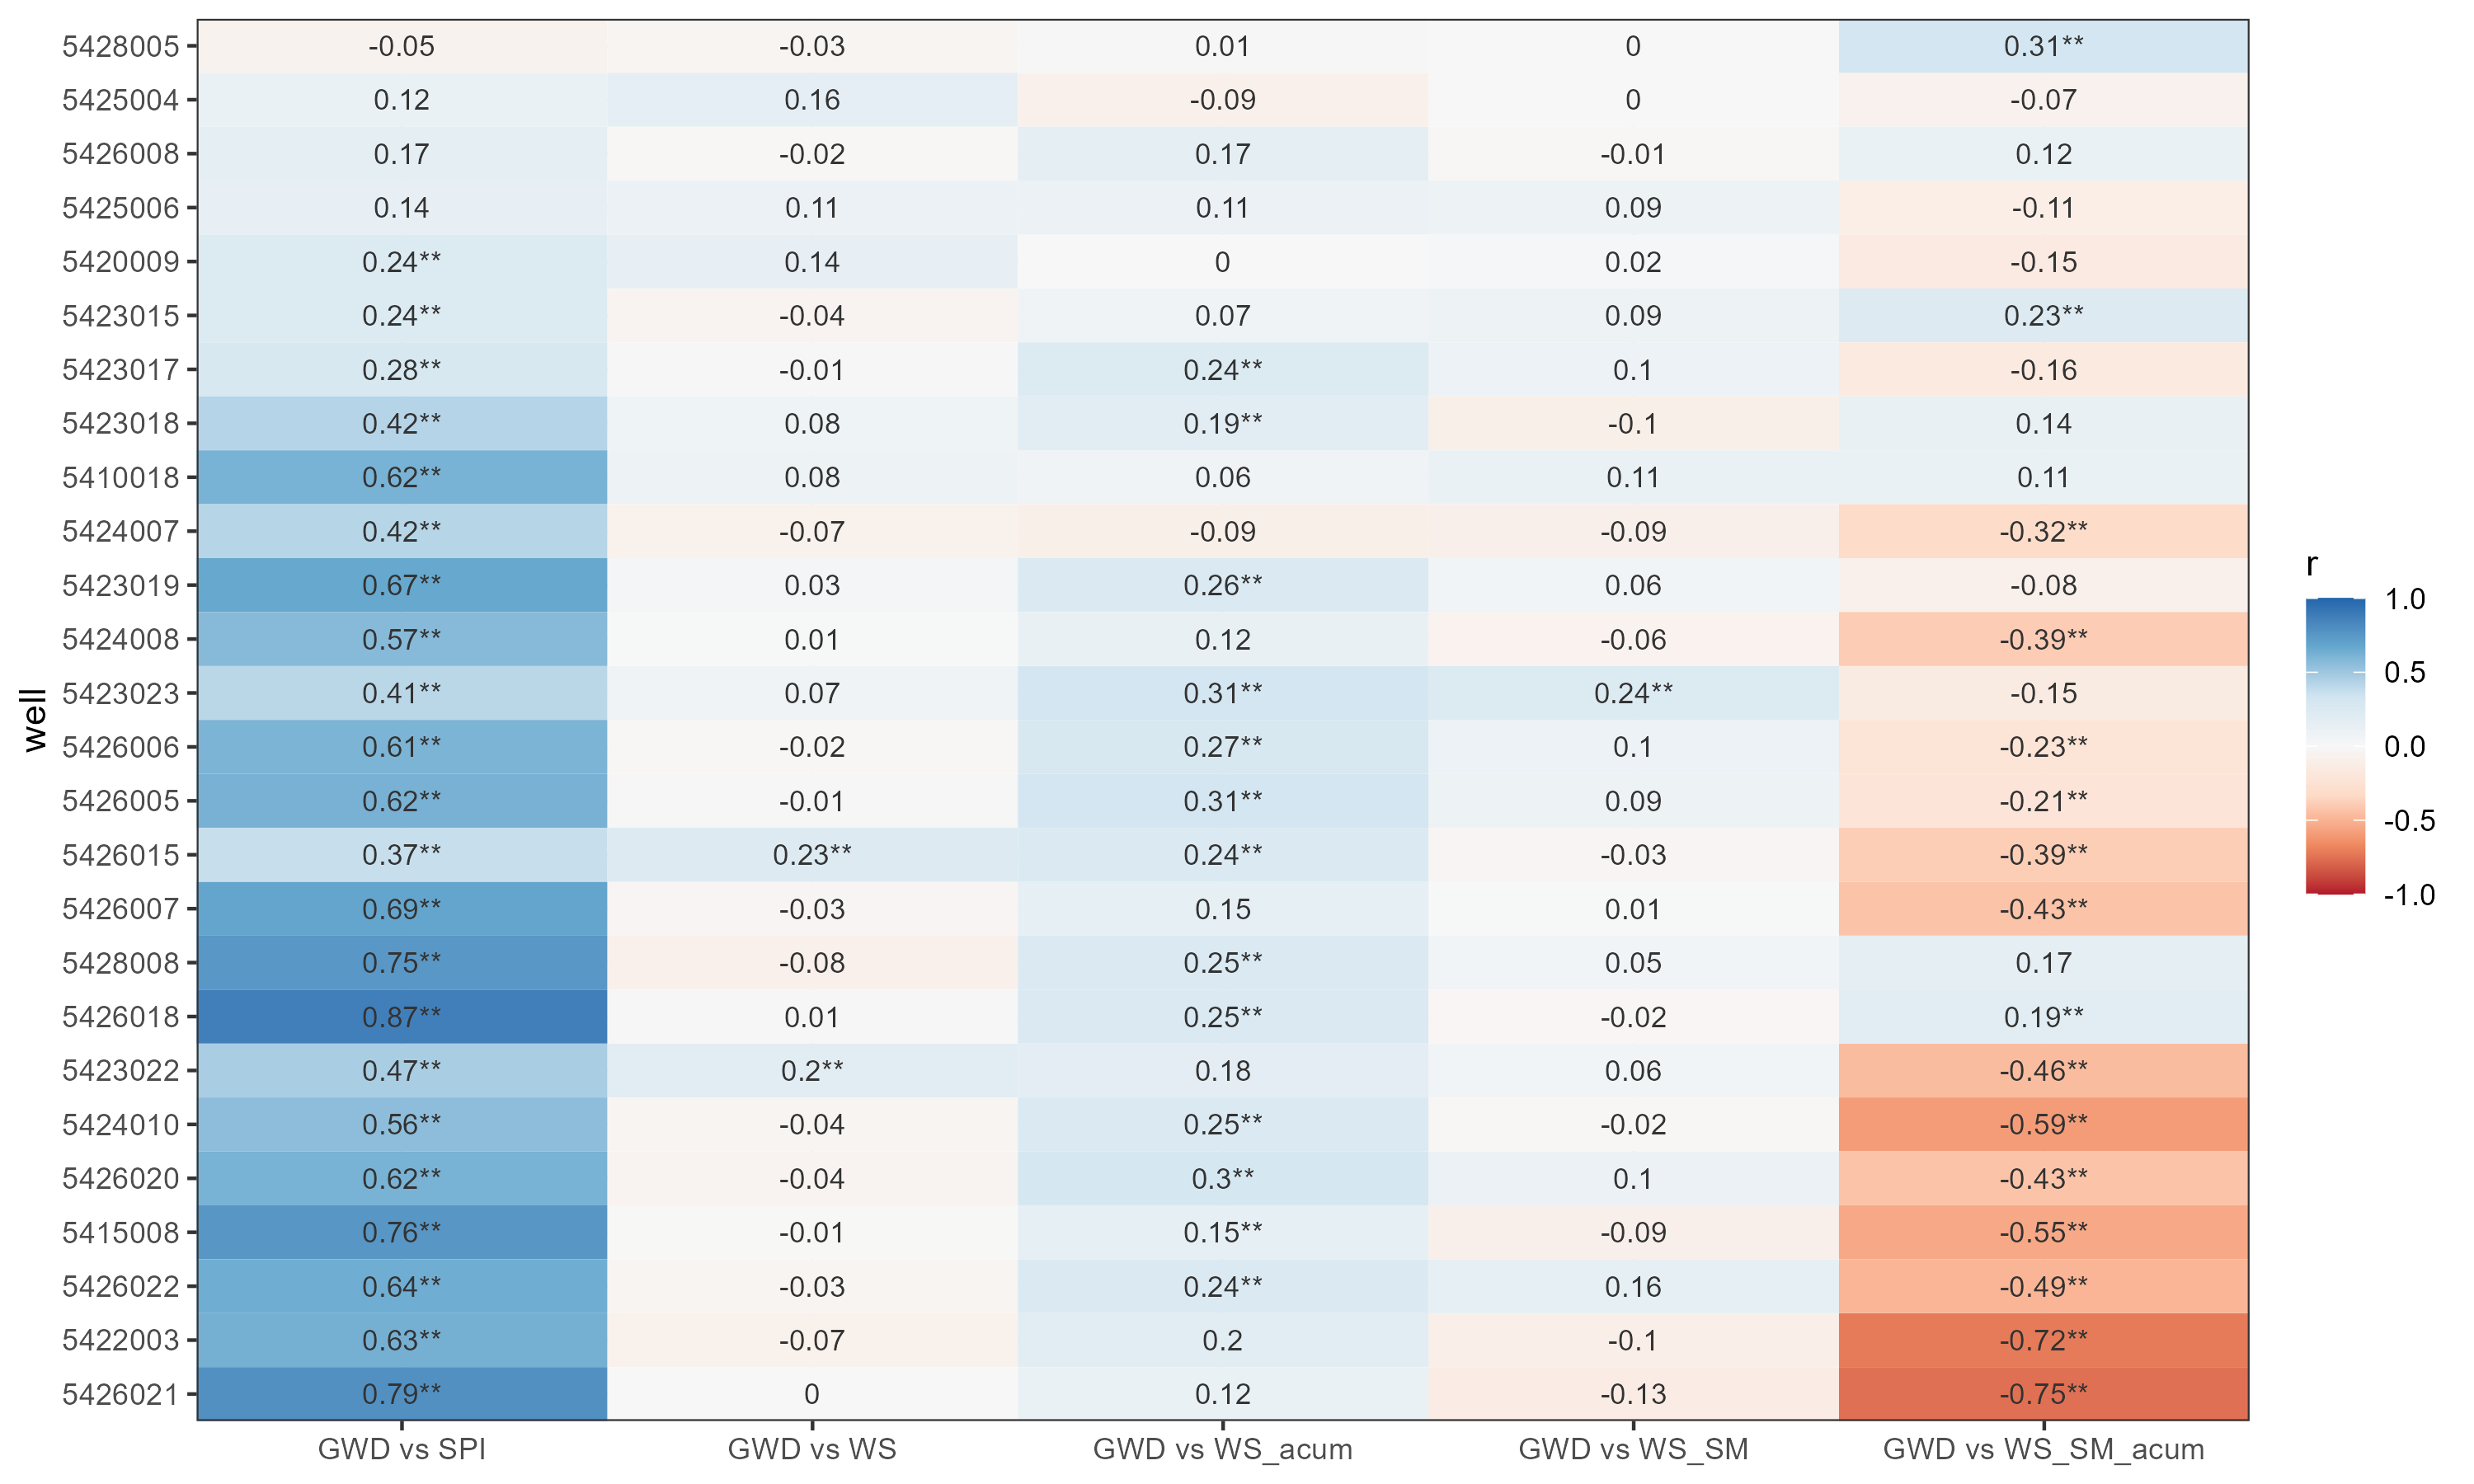 5428005 -0.05 -0.03 0.01 0 0.31**
5425004 0.12 0.16 -0.09 0 -0.07
5426008 0.17 -0.02 0.17 -0.01 0.12
5425006 0.14 0.11 0.11 0.09 -0.11
5420009 0.24** 0.14 0 0.02 -0.15
5423015 0.24** -0.04 0.07 0.09 0.23**
5423017 0.28** -0.01 0.24** 0.1 -0.16
5423018 0.42** 0.08 0.19** -0.1 0.14
5410018 0.62** 0.08 0.06 0.11 0.11
5424007 0.42** -0.07 -0.09 -0.09 -0.32**
5423019 0.67** 0.03 0.26** 0.06 -0.08
5424008 0.57** 0.01 0.12 -0.06 -0.39**
5423023 0.41** 0.07 0.31** 0.24** -0.15
5426006 0.61** -0.02 0.27** 0.1 -0.23**
5426005 0.62** -0.01 0.31** 0.09 -0.21**
5426015 0.37** 0.23** 0.24** -0.03 -0.39**
5426007 0.69** -0.03 0.15 0.01 -0.43**
5428008 0.75** -0.08 0.25** 0.05 0.17
5426018 0.87** 0.01 0.25** -0.02 0.19**
5423022 0.47** 0.2** 0.18 0.06 -0.46**
5424010 0.56** -0.04 0.25** -0.02 -0.59**
5426020 0.62** -0.04 0.3** 0.1 -0.43**
5415008 0.76** -0.01 0.15** -0.09 -0.55**
5426022 0.64** -0.03 0.24** 0.16 -0.49**
5422003 0.63** -0.07 0.2 -0.1 -0.72**
5426021 0.79** 0 0.12 -0.13 -0.75**
GWD vs SPI GWD vs WS GWD vs WS_acum GWD vs WS_SM GWD vs WS_SM_acum
well
r
1.0
0.5
0.0
-0.5
-1.0